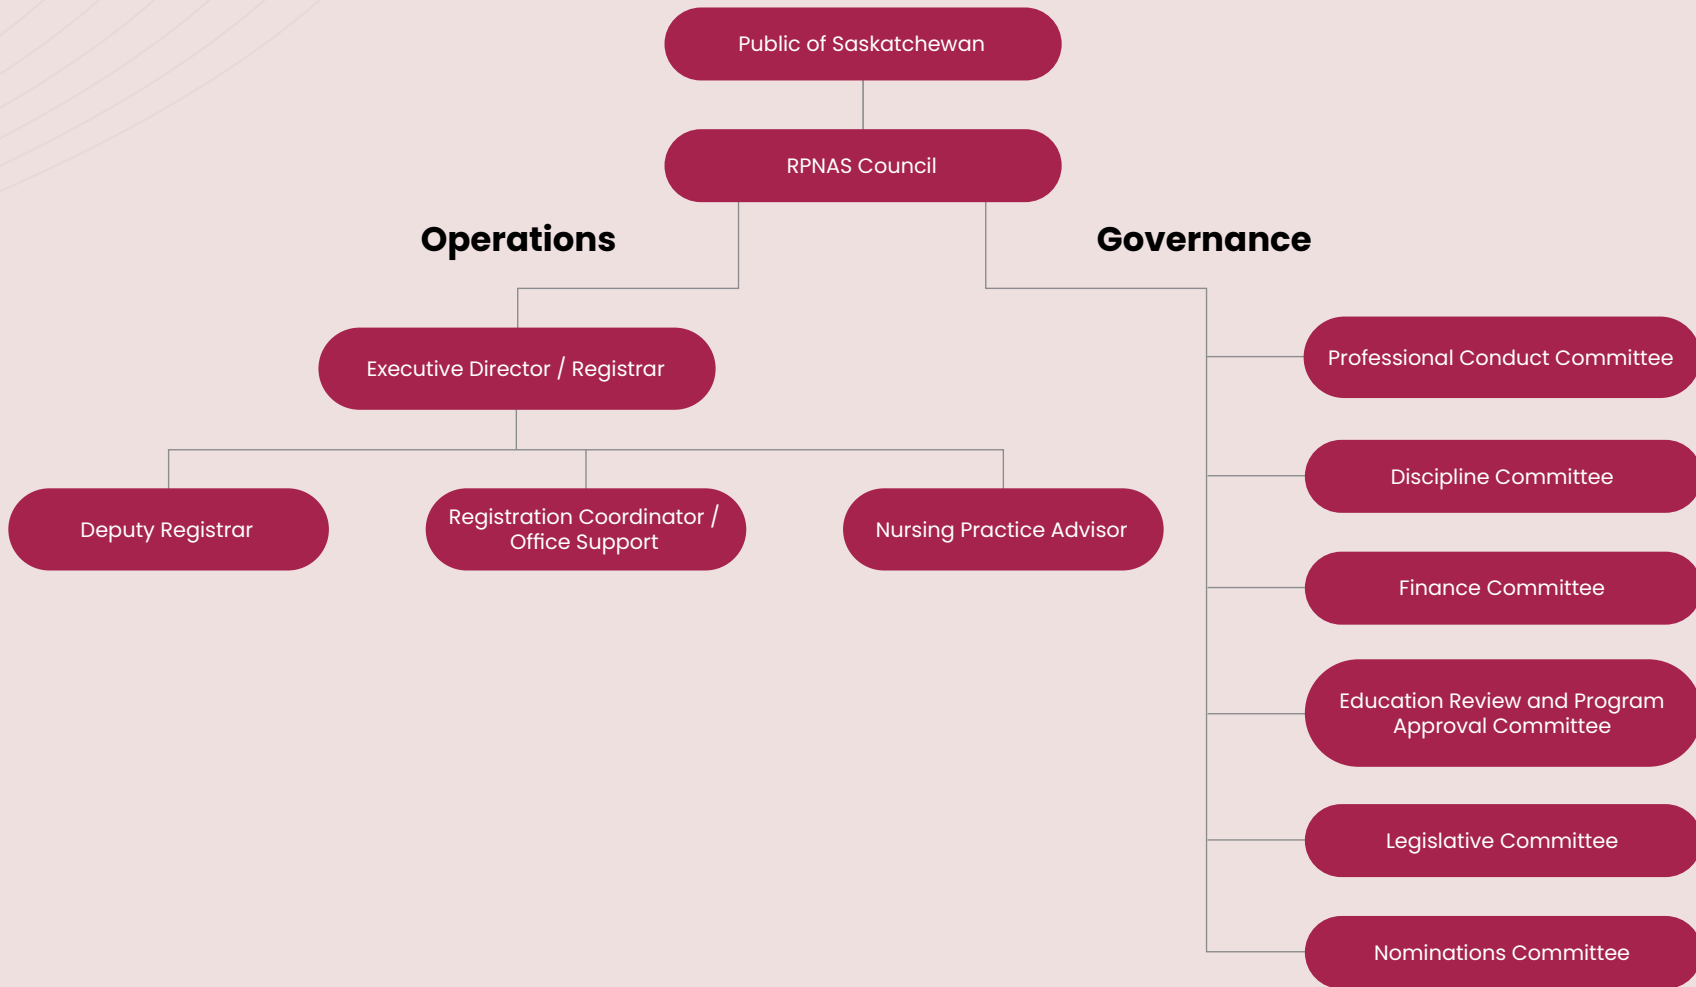 Public of Saskatchewan
RPNAS Council
Operations
Governance
Executive Director / Registrar
Deputy Registrar
Registration Coordinator /
Office Support
Nursing Practice Advisor
Professional Conduct Committee
Discipline Committee
Finance Committee
Education Review and Program
Approval Committee
Legislative Committee
Nominations Committee